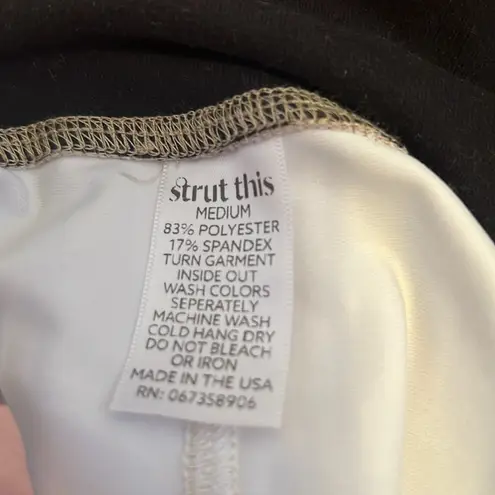 strut this
MEDIUM
83% POLYESTER
17% SPANDEX
TURN GARMENT
INSIDE OUT
WASH COLORS
SEPERATELY
MACHINE WASH
COLD HANG DRY
DO NOT BLEACH
OR IRON
MADE IN THE USA
RN: 067358906